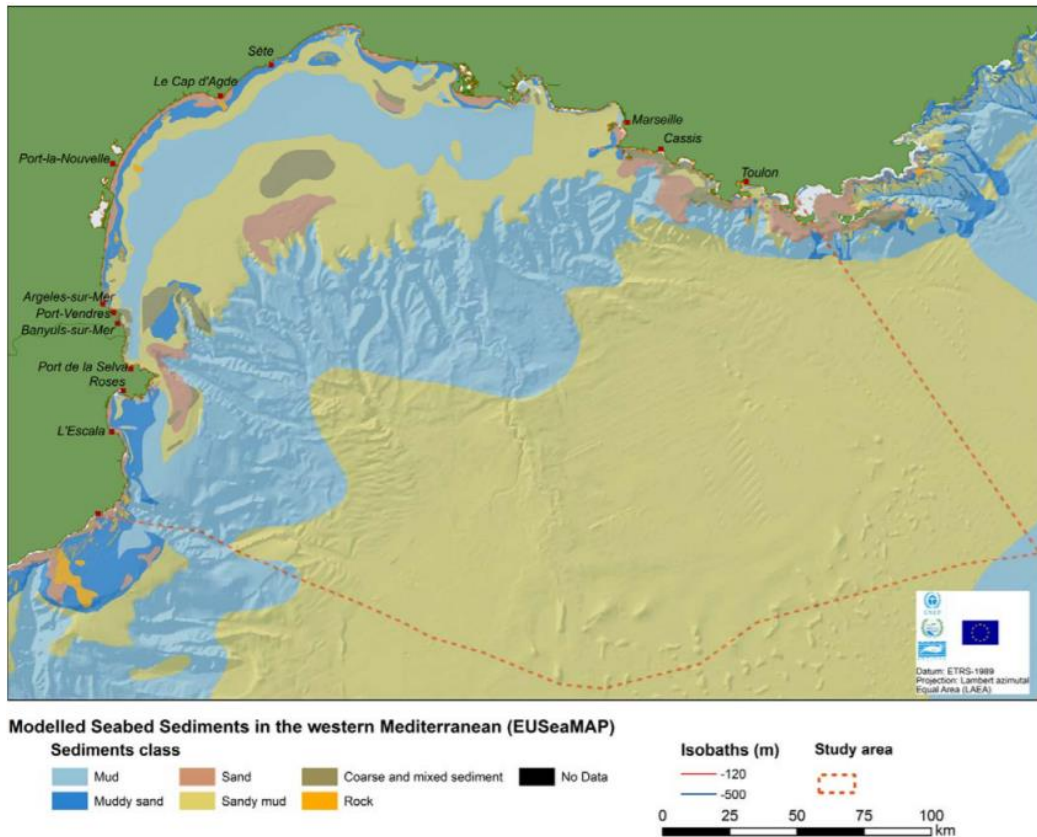 Sète
Le Cap d'Agde
Marseille
Cassis
Port-la-Nouvelle
Toulon
Argeles-sur-Mer
Port-Vendres
Banyuls-sur-Mer
Port de la Selva
Roses
L'Escala
UNEP
Datum: ETRS-1989
Projection: Lambert azimutal
Equal Area (LAEA)
Modelled Seabed Sediments in the western Mediterranean (EUSeaMAP)
Sediments class
Mud
Sand
Coarse and mixed sediment
No Data
Muddy sand
Sandy mud
Rock
Isobaths (m)
-120
-500
Study area
0 25 50 75 100
km